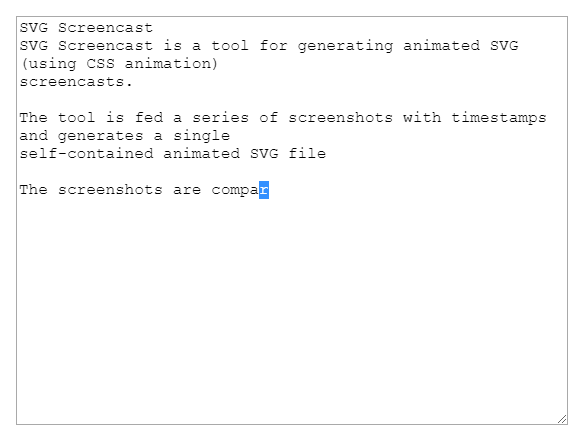 SVG Screencast
SVG Screencast is a tool for generating animated SVG
(using CSS animation)
screencasts.
The tool is fed a series of screenshots with timestamps
and generates a single
self-contained animated SVG file
The screenshots are compar